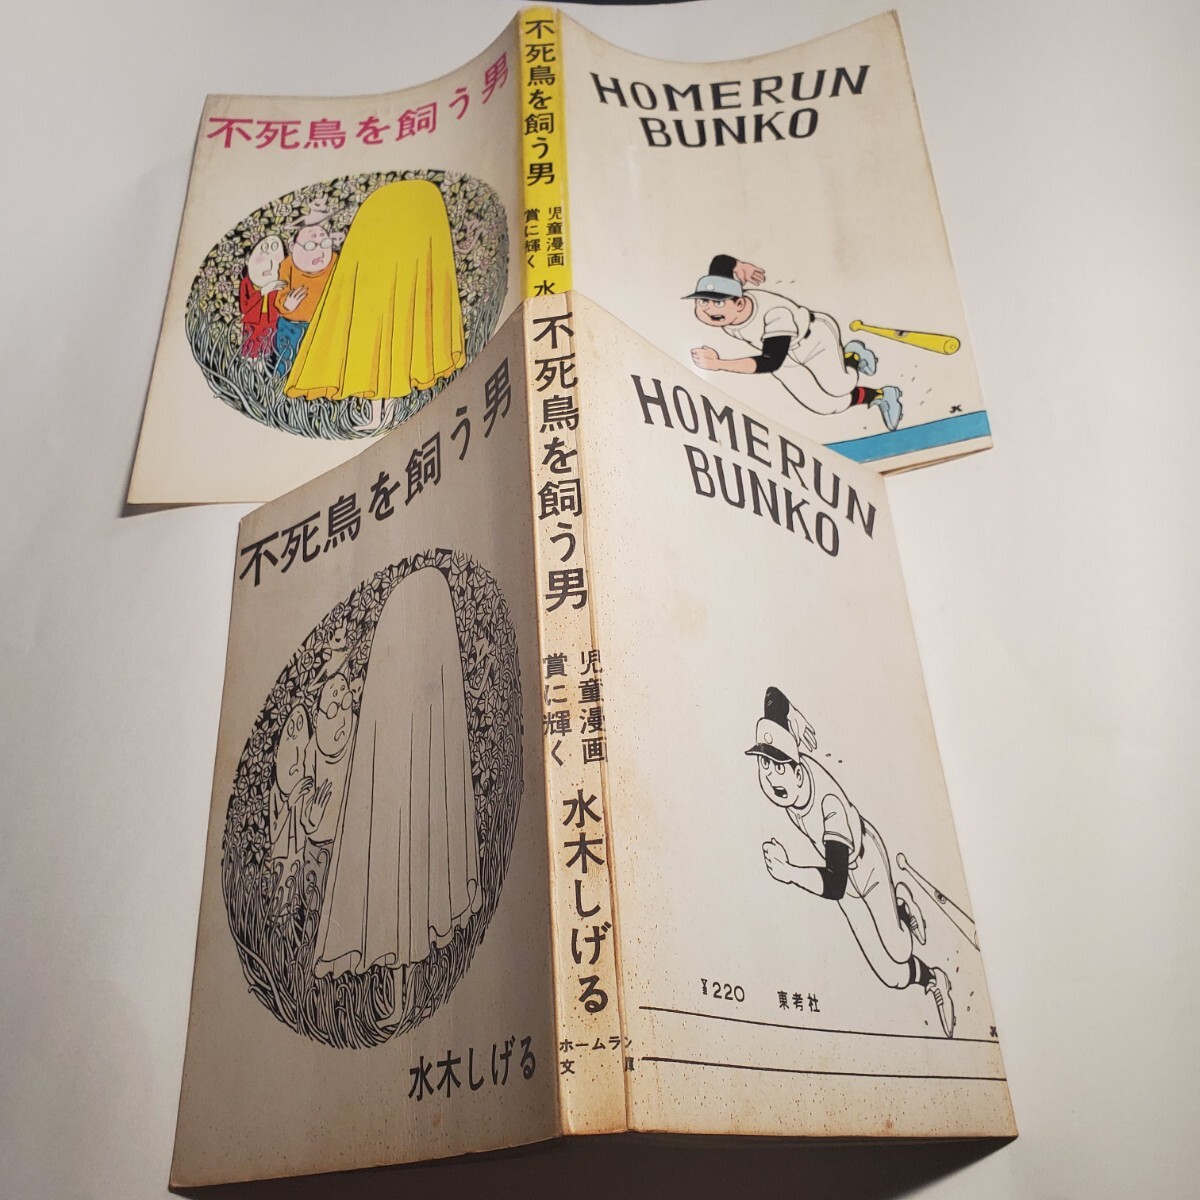 不死鳥を飼う男
不死鳥を飼う男
児童漫画
賞に輝く
水
HOMERUN
BUNKO
JK
不死鳥を飼う男
水木しげる
不死鳥を飼う男
児童漫画
賞に輝く
水木しげる
ホームラン
文
HOMERUN
BUNKO
220
東考社